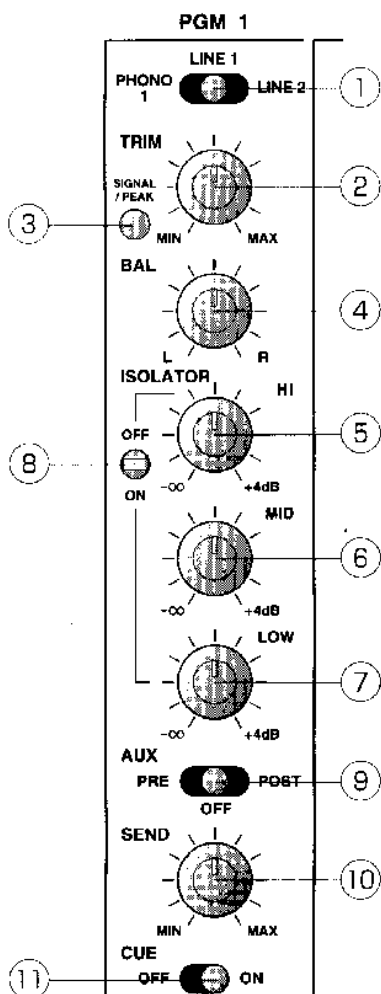 PGM 1
LINE 1
PHONO 1
LINE 2
1
TRIM
2
SIGNAL / PEAK
3
MIN
MAX
BAL
4
L
R
ISOLATOR
HI
OFF
5
8
ON
-∞
+4dB
MID
6
-∞
+4dB
LOW
7
-∞
+4dB
AUX
PRE
POST
9
OFF
SEND
10
MIN
MAX
CUE
11
OFF
ON